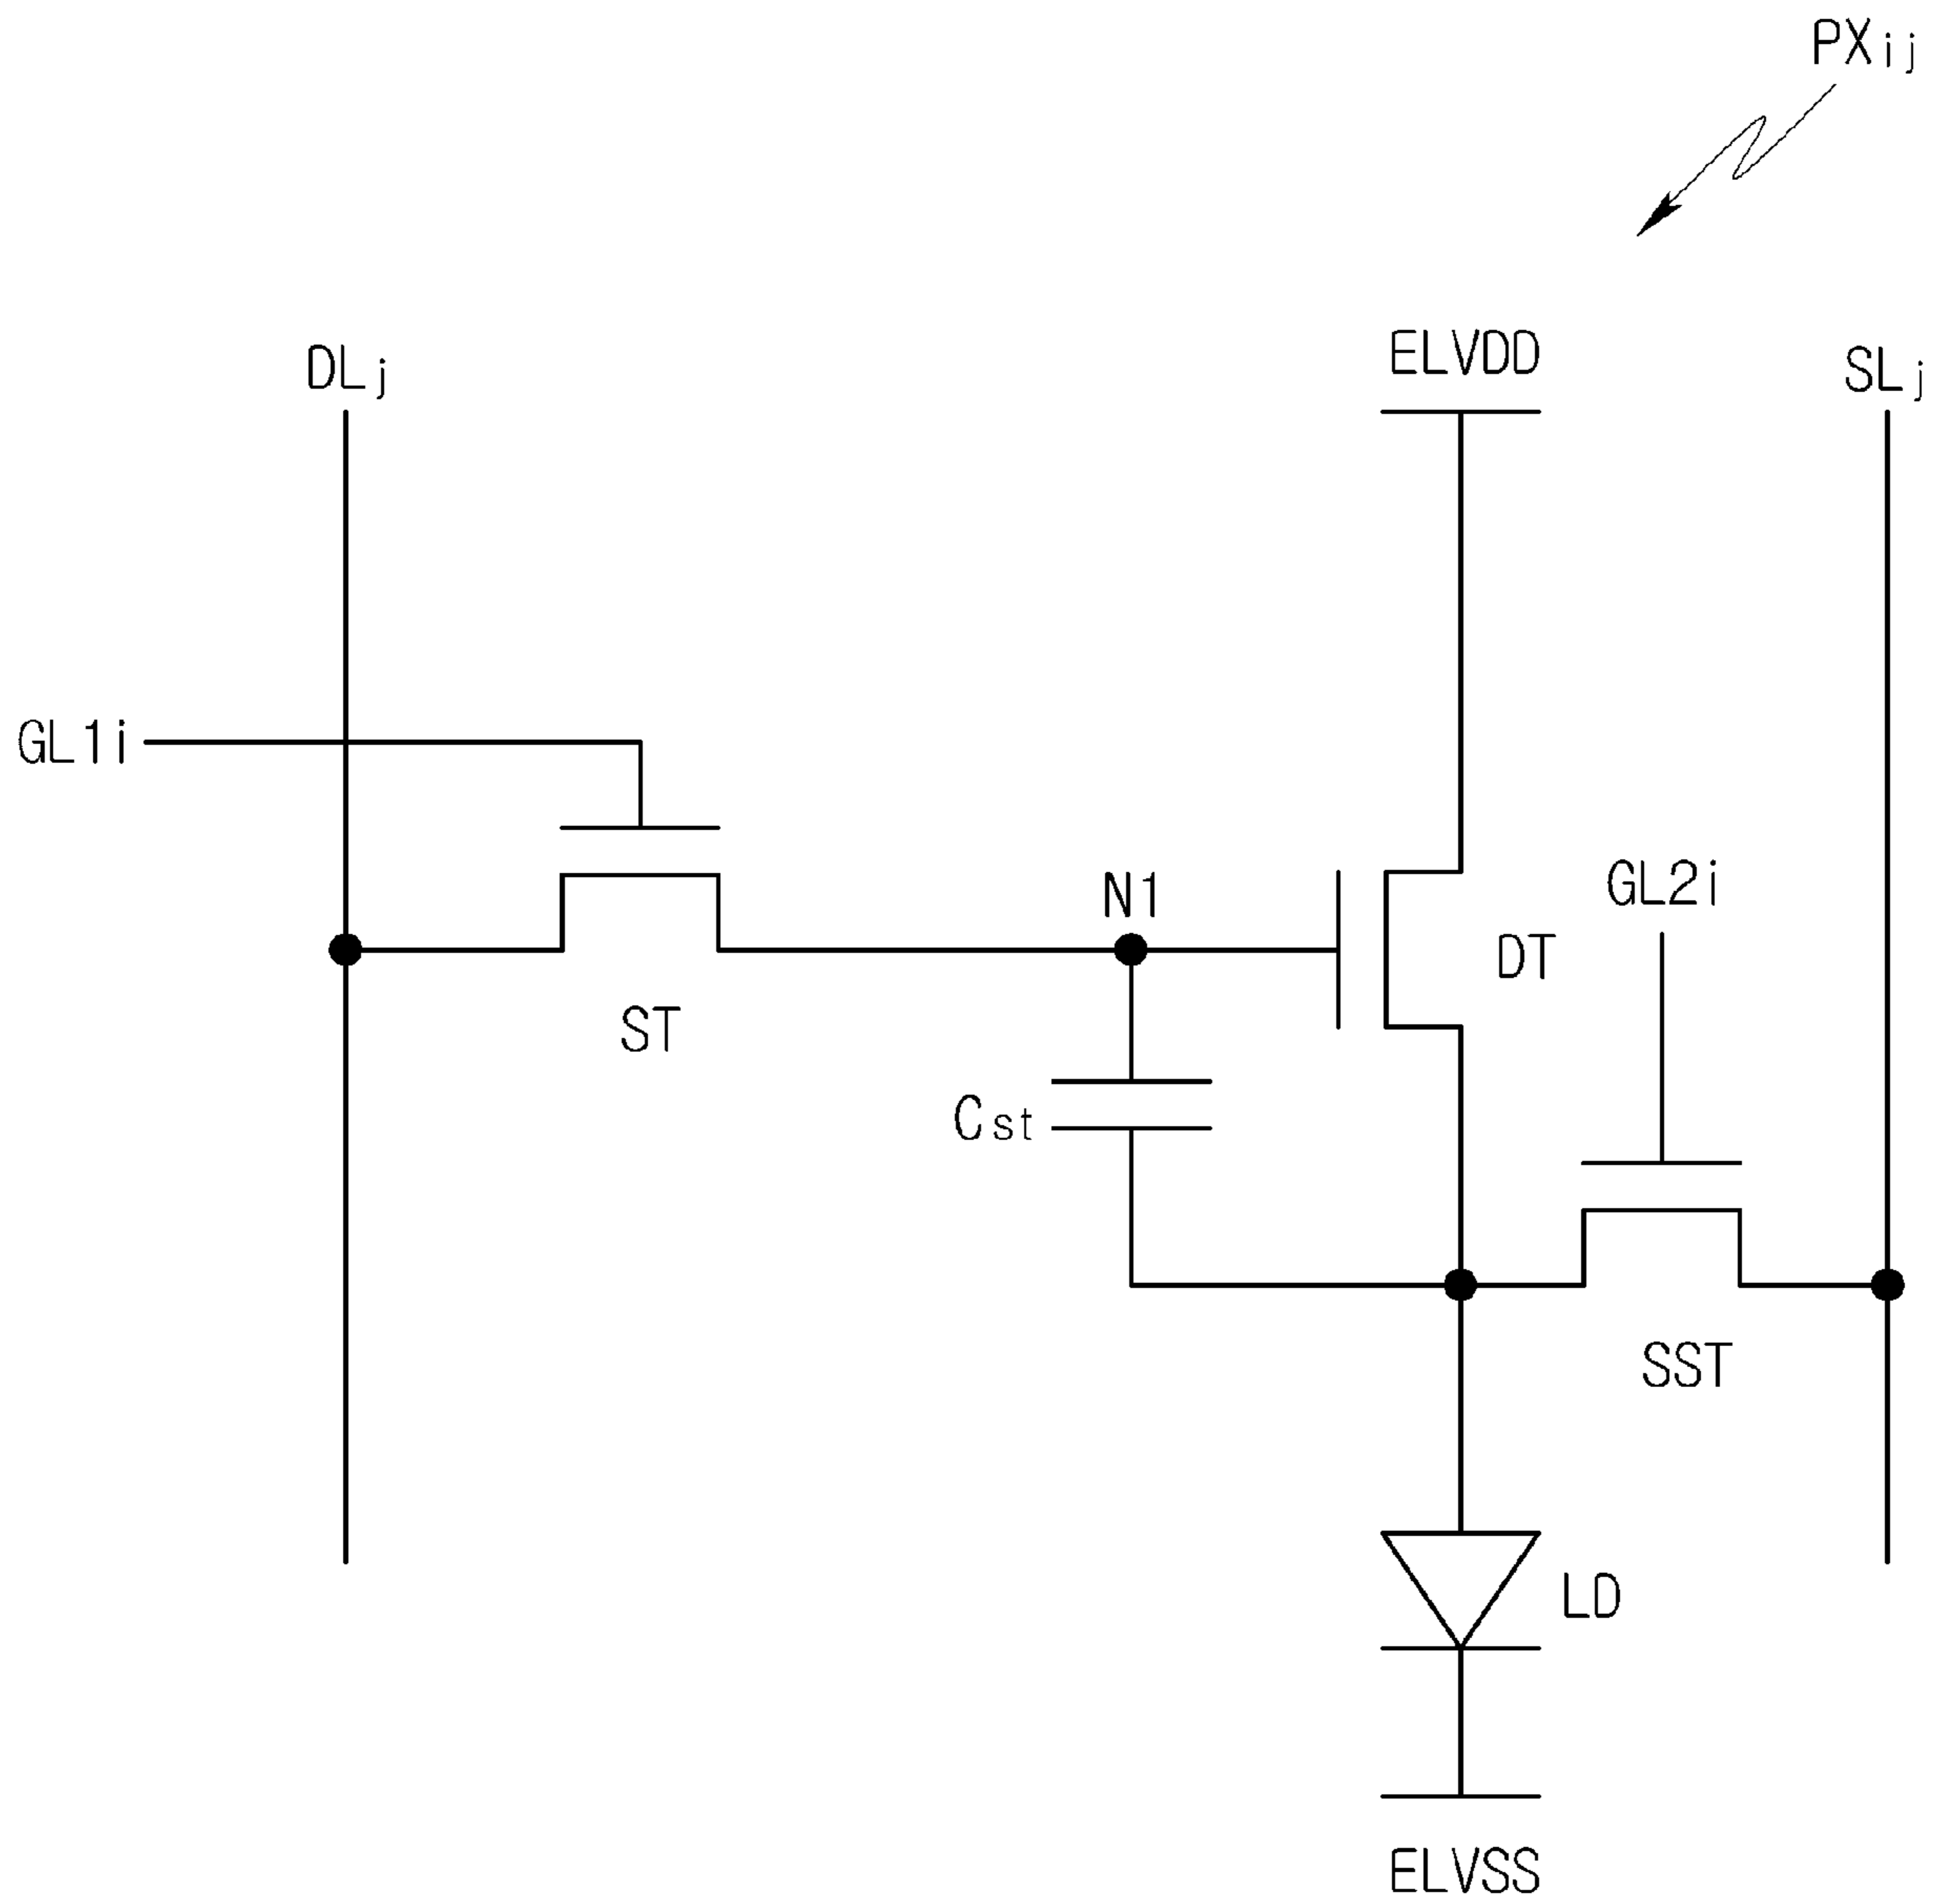 PXij
ELVDD
DLj
SLj
GL1i
GL2i
N1
DT
ST
Cst
SST
LD
ELVSS